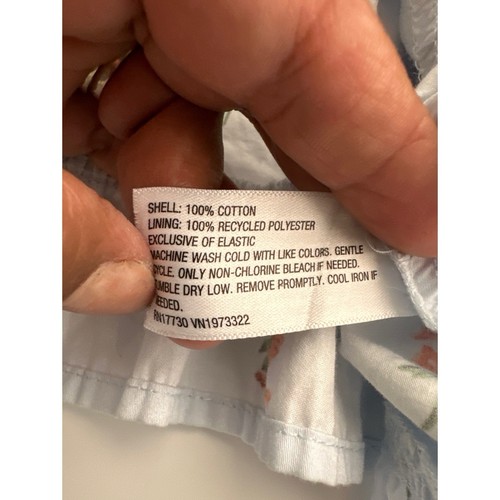 SHELL: 100% COTTON
LINING: 100% RECYCLED POLYESTER
EXCLUSIVE OF ELASTIC
MACHINE WASH COLD WITH LIKE COLORS. GENTLE
CYCLE. ONLY NON-CHLORINE BLEACH IF NEEDED.
TUMBLE DRY LOW. REMOVE PROMPTLY. COOL IRON IF
NEEDED.
RN17730 VN1973322